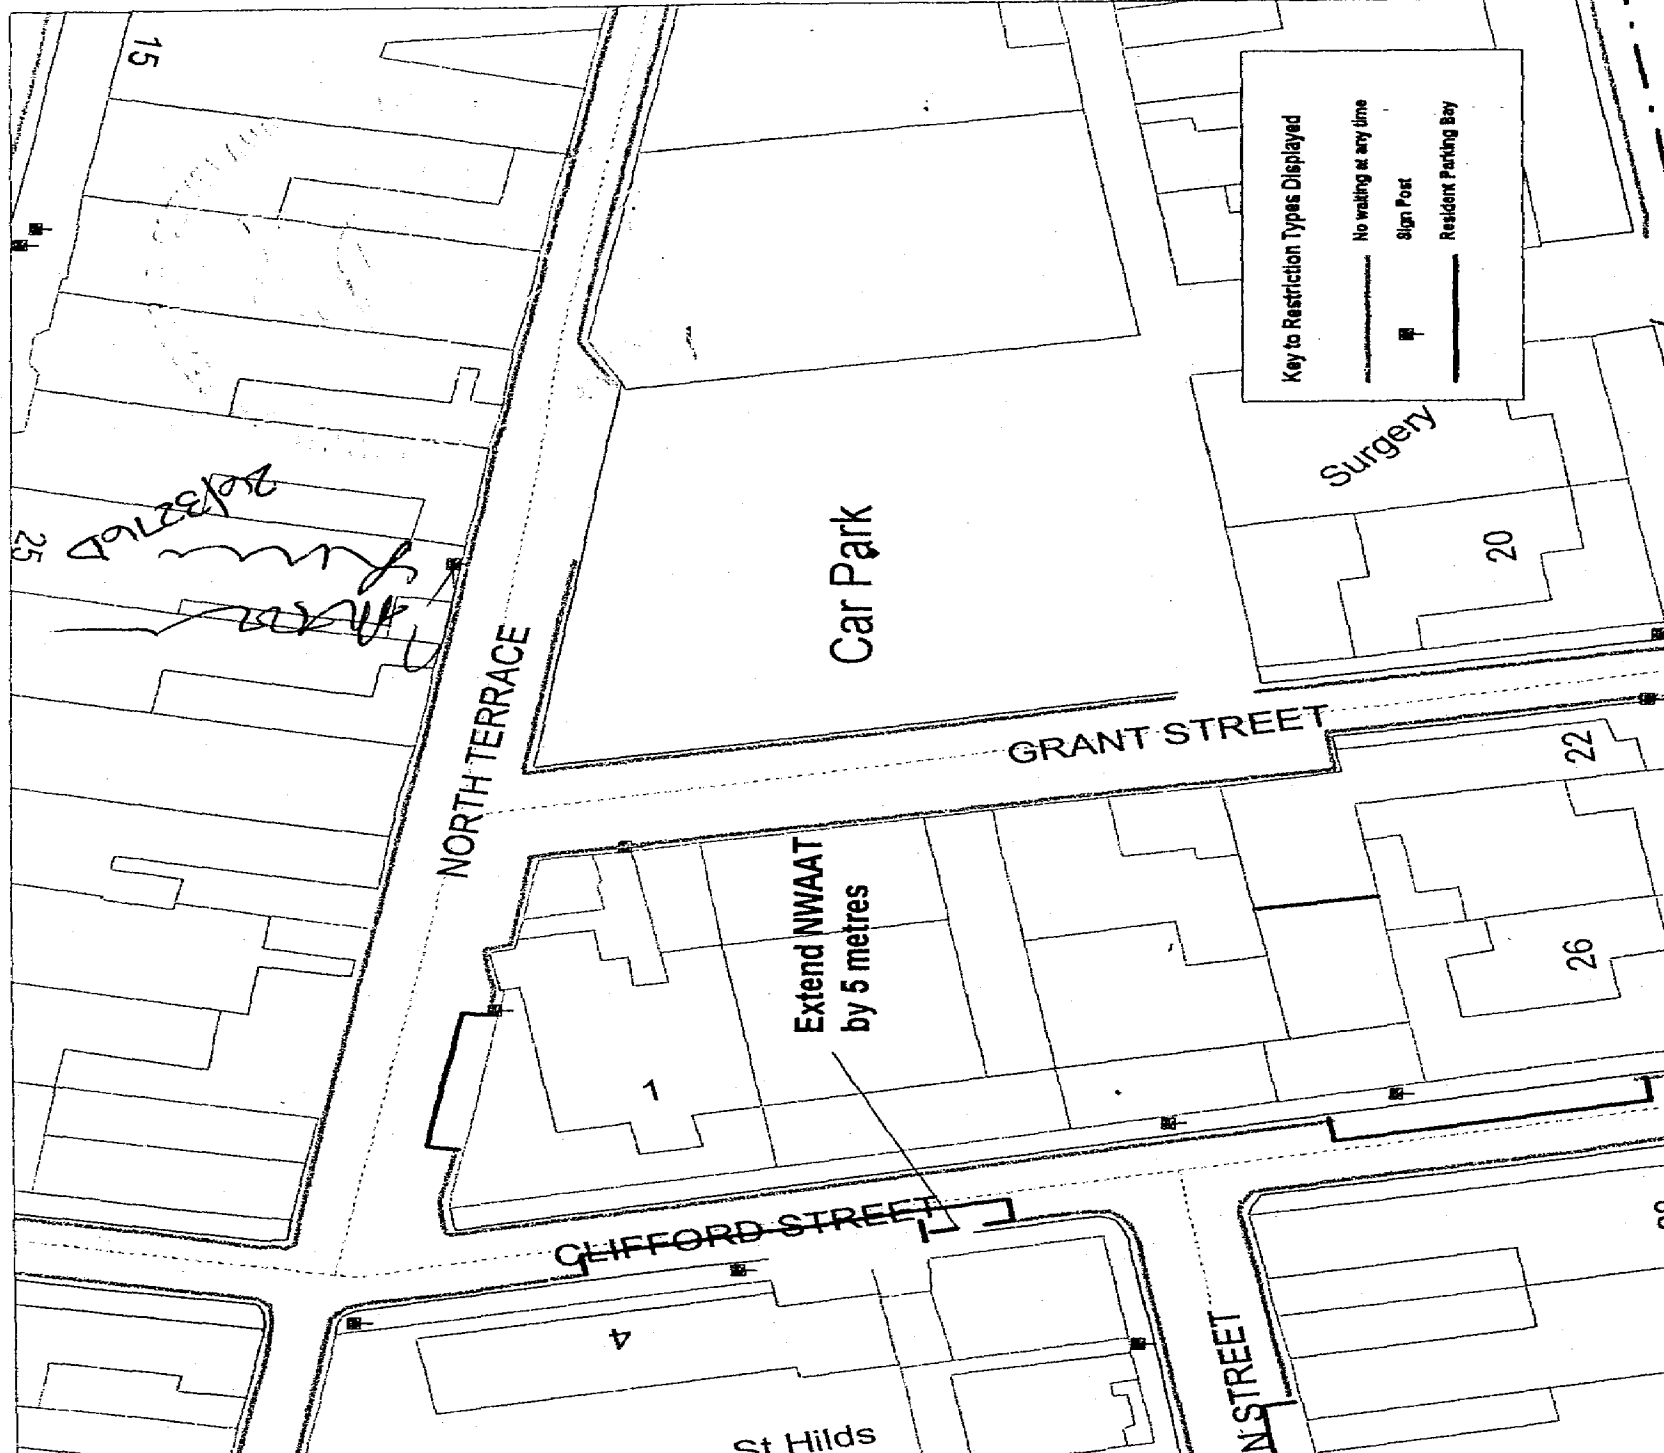 15
25
26/3276D
NORTH TERRACE
Car Park
GRANT STREET
Surgery
20
22
26
Extend NWAAT
by 5 metres
1
CLIFFORD STREET
4
St Hilds
N STREET
Key to Restriction Types Displayed
No waiting at any time
Sign Post
Resident Parking Bay